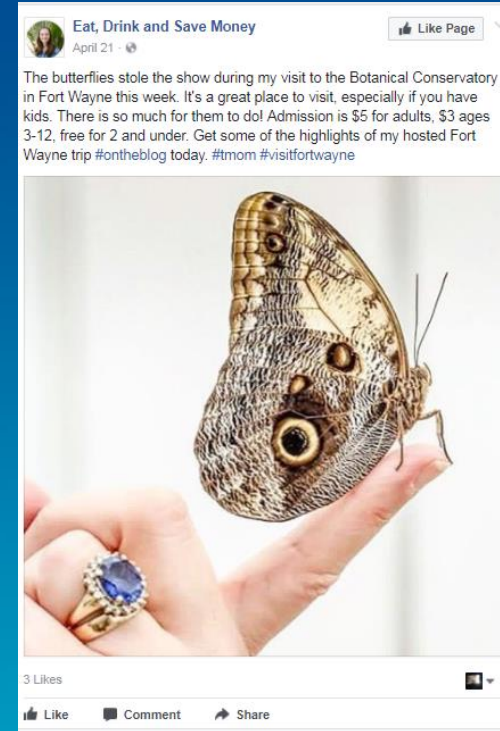 Eat, Drink and Save Money
Like Page
April 21 ·
The butterflies stole the show during my visit to the Botanical Conservatory
in Fort Wayne this week. It's a great place to visit, especially if you have
kids. There is so much for them to do! Admission is $5 for adults, $3 ages
3-12, free for 2 and under. Get some of the highlights of my hosted Fort
Wayne trip #ontheblog today. #tmom #visitfortwayne
3 Likes
Like Comment Share